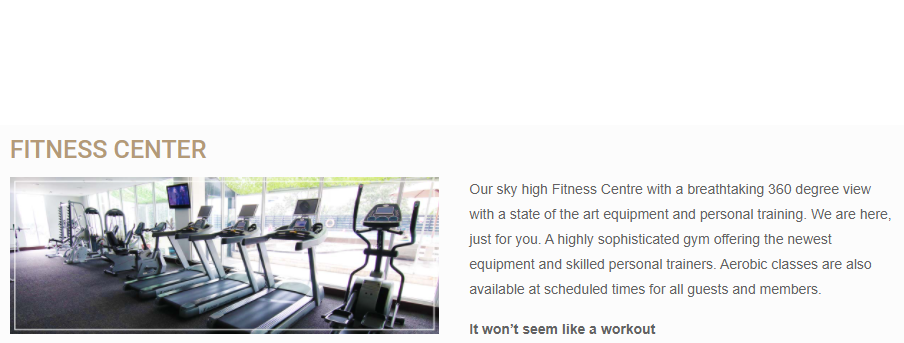 FITNESS CENTER
Our sky high Fitness Centre with a breathtaking 360 degree view
with a state of the art equipment and personal training. We are here,
just for you. A highly sophisticated gym offering the newest
equipment and skilled personal trainers. Aerobic classes are also
available at scheduled times for all guests and members.
It won’t seem like a workout